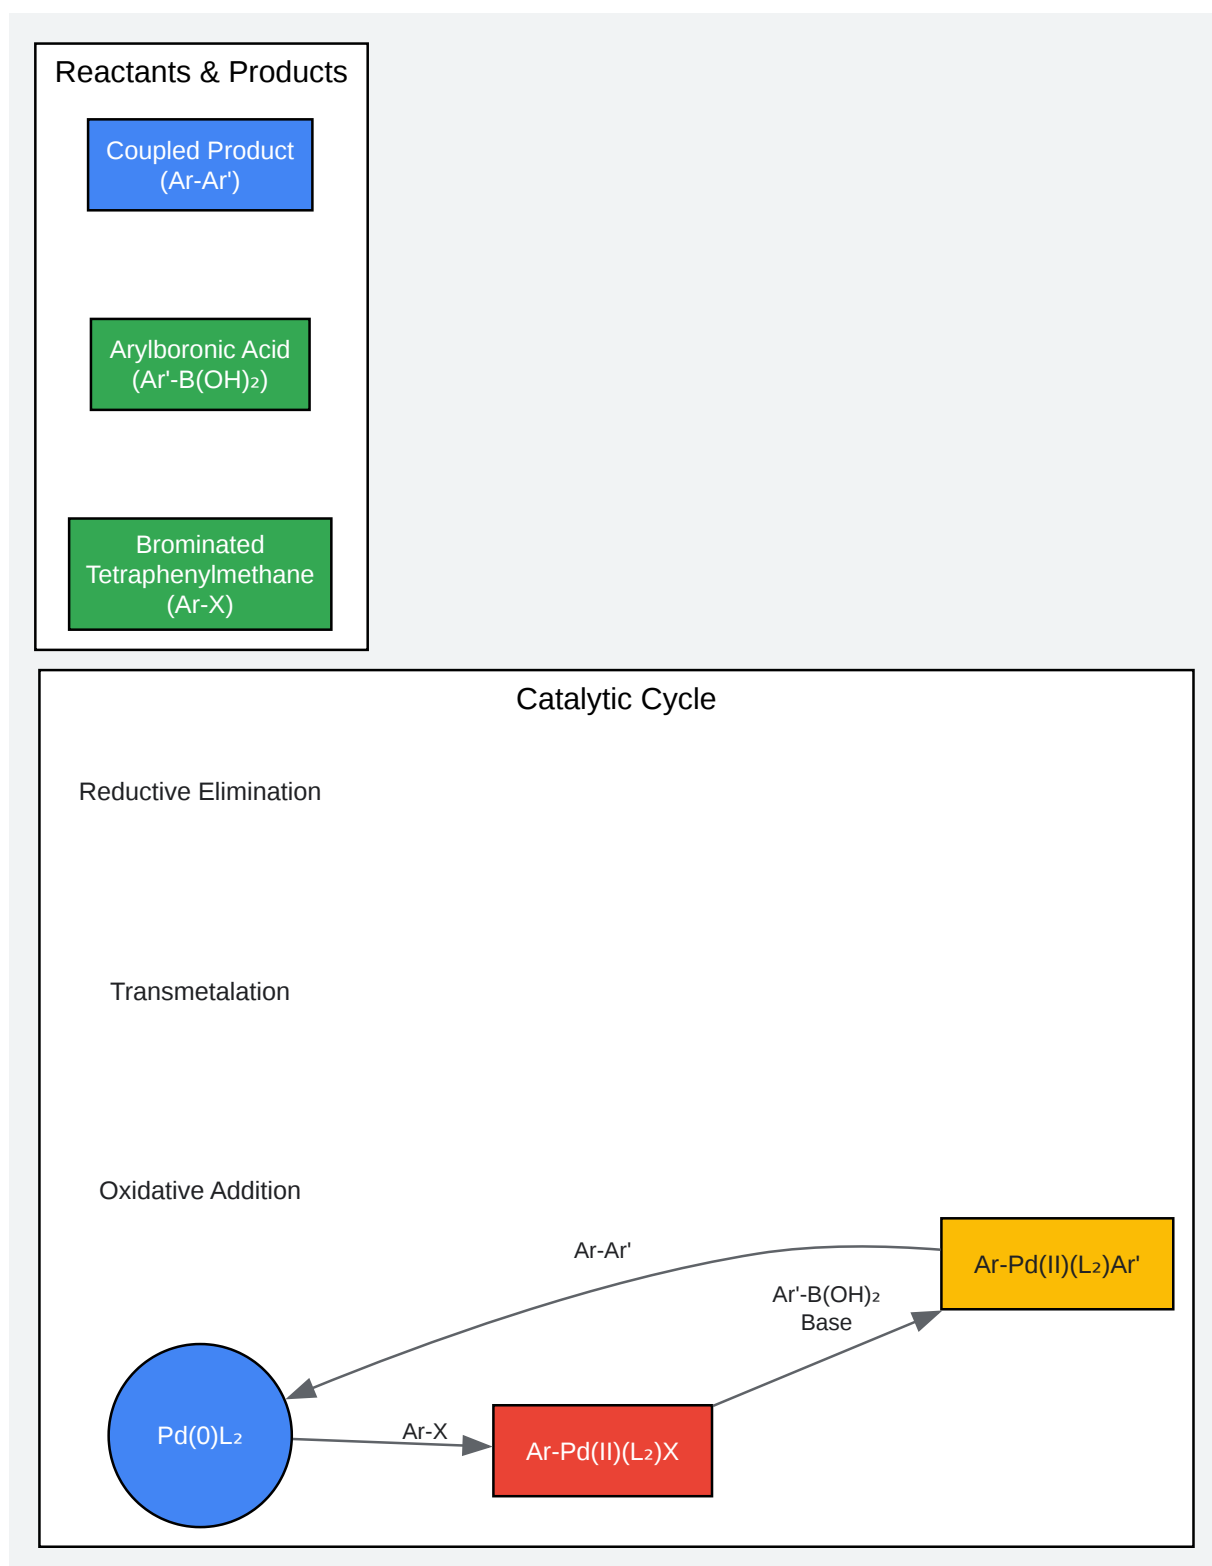 Reactants & Products
Coupled Product
(Ar-Ar')
Arylboronic Acid
(Ar'-B(OH)₂)
Brominated
Tetraphenylmethane
(Ar-X)
Catalytic Cycle
Reductive Elimination
Transmetalation
Oxidative Addition
Ar-Ar'
Ar-Pd(II)(L₂)Ar'
Ar'-B(OH)₂
Base
Pd(0)L₂
Ar-X
Ar-Pd(II)(L₂)X